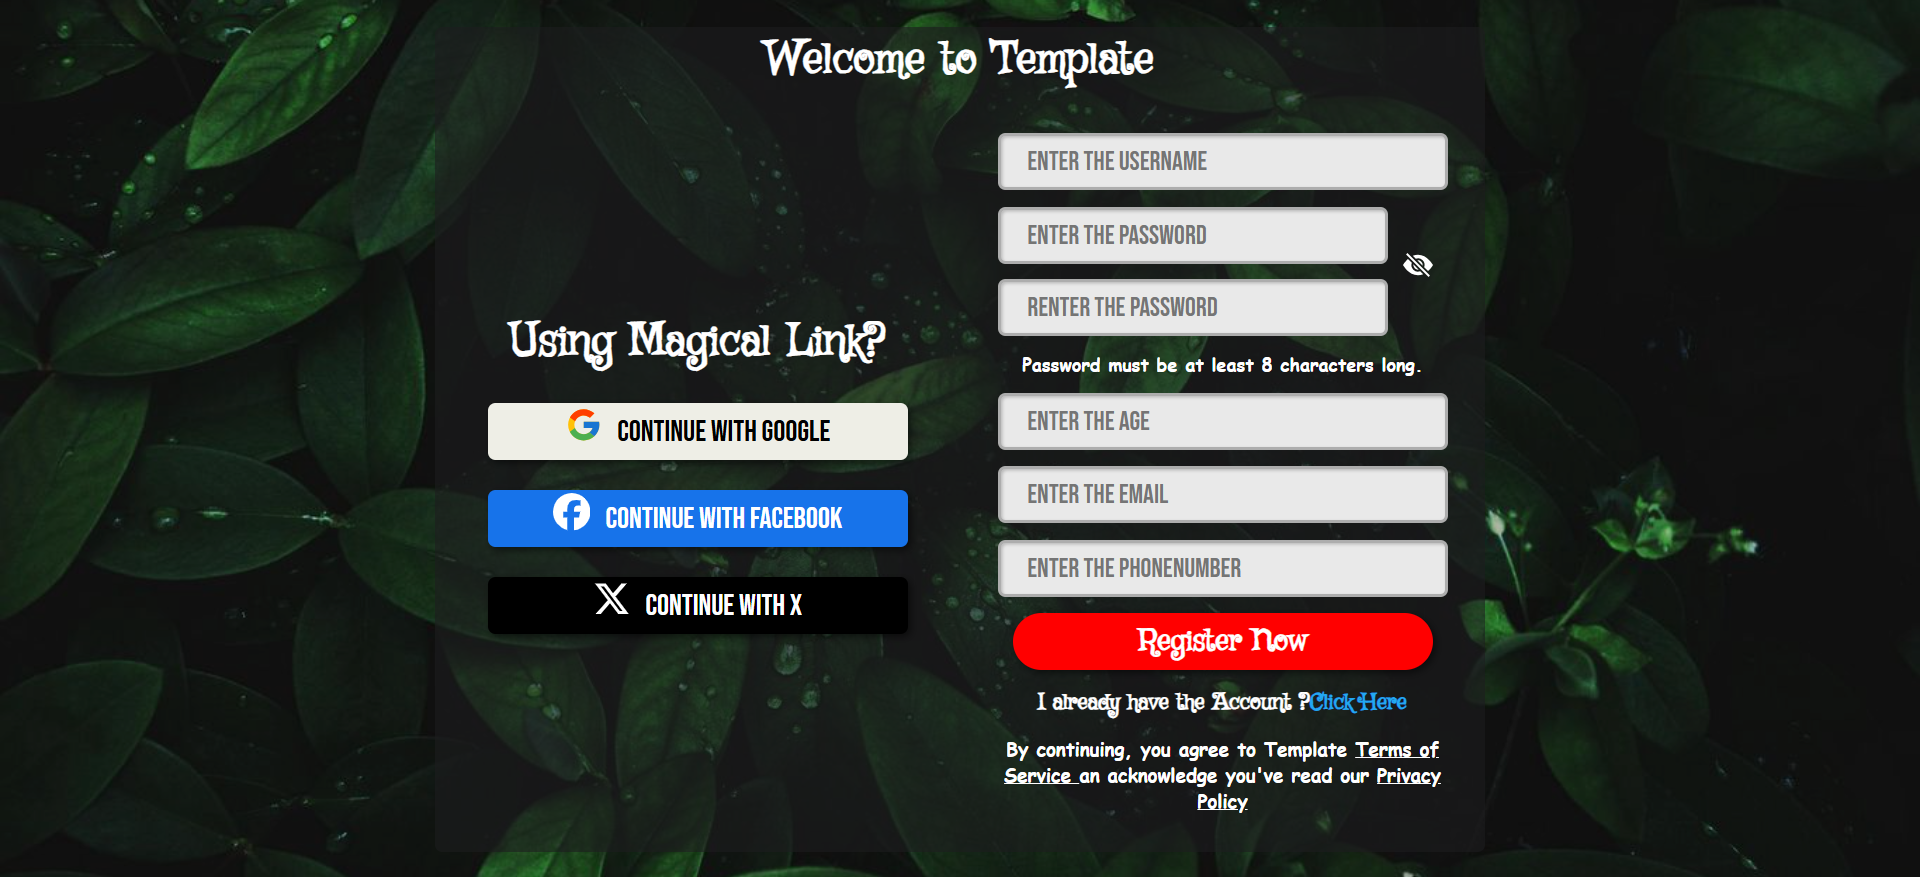 Welcome to Template
Using Magical Link?
CONTINUE WITH GOOGLE
CONTINUE WITH FACEBOOK
CONTINUE WITH X
ENTER THE USERNAME
ENTER THE PASSWORD
RENTER THE PASSWORD
Password must be at least 8 characters long.
ENTER THE AGE
ENTER THE EMAIL
ENTER THE PHONENUMBER
Register Now
I already have the Account ?Click Here
By continuing, you agree to Template Terms of
Service an acknowledge you've read our Privacy
Policy